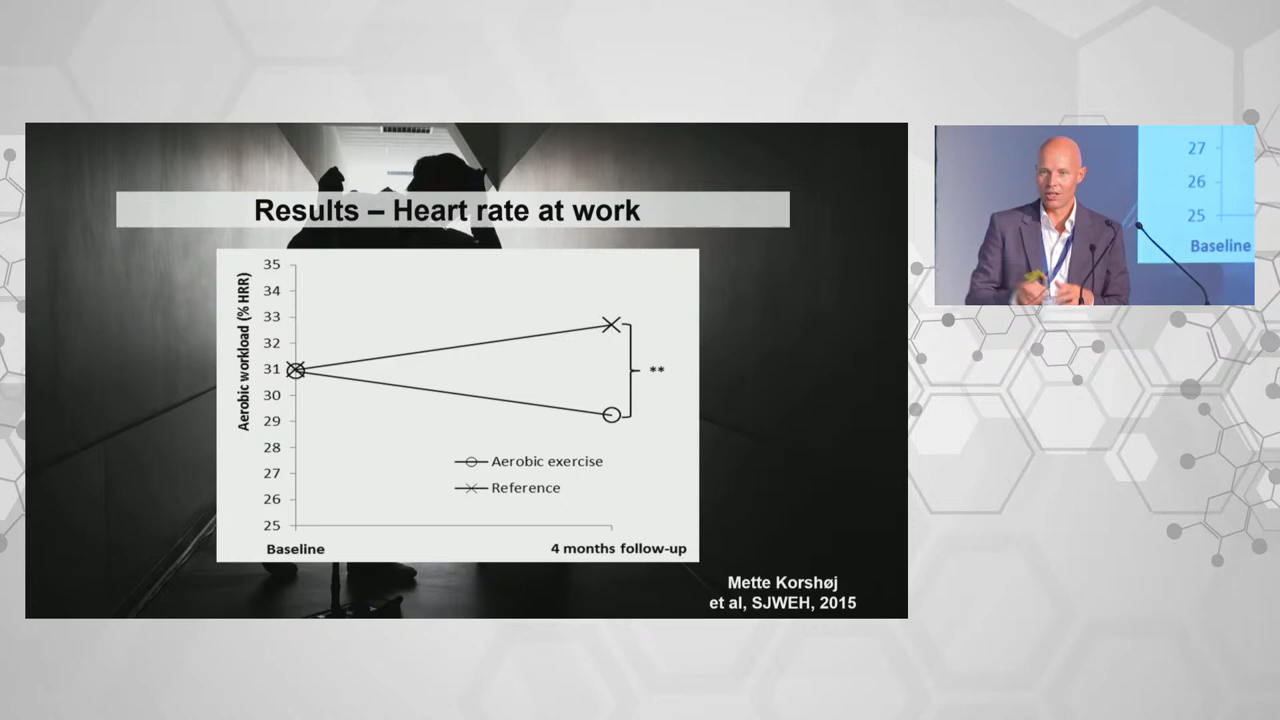 Results – Heart rate at work
Aerobic workload (%HRR)
35
34
33
32
31
30
29
28
27
26
25
**
Aerobic exercise
Reference
Baseline
4 months follow-up
Mette Korshøj
et al, SJWEH, 2015
27
26
25
Baseline